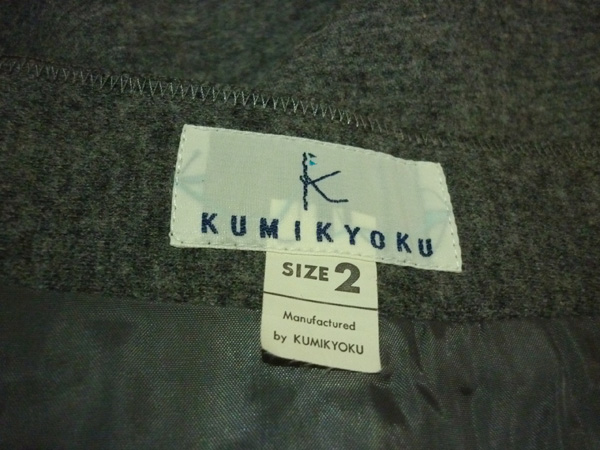 K
KUMIKYOKU
SIZE 2
Manufactured
by KUMIKYOKU